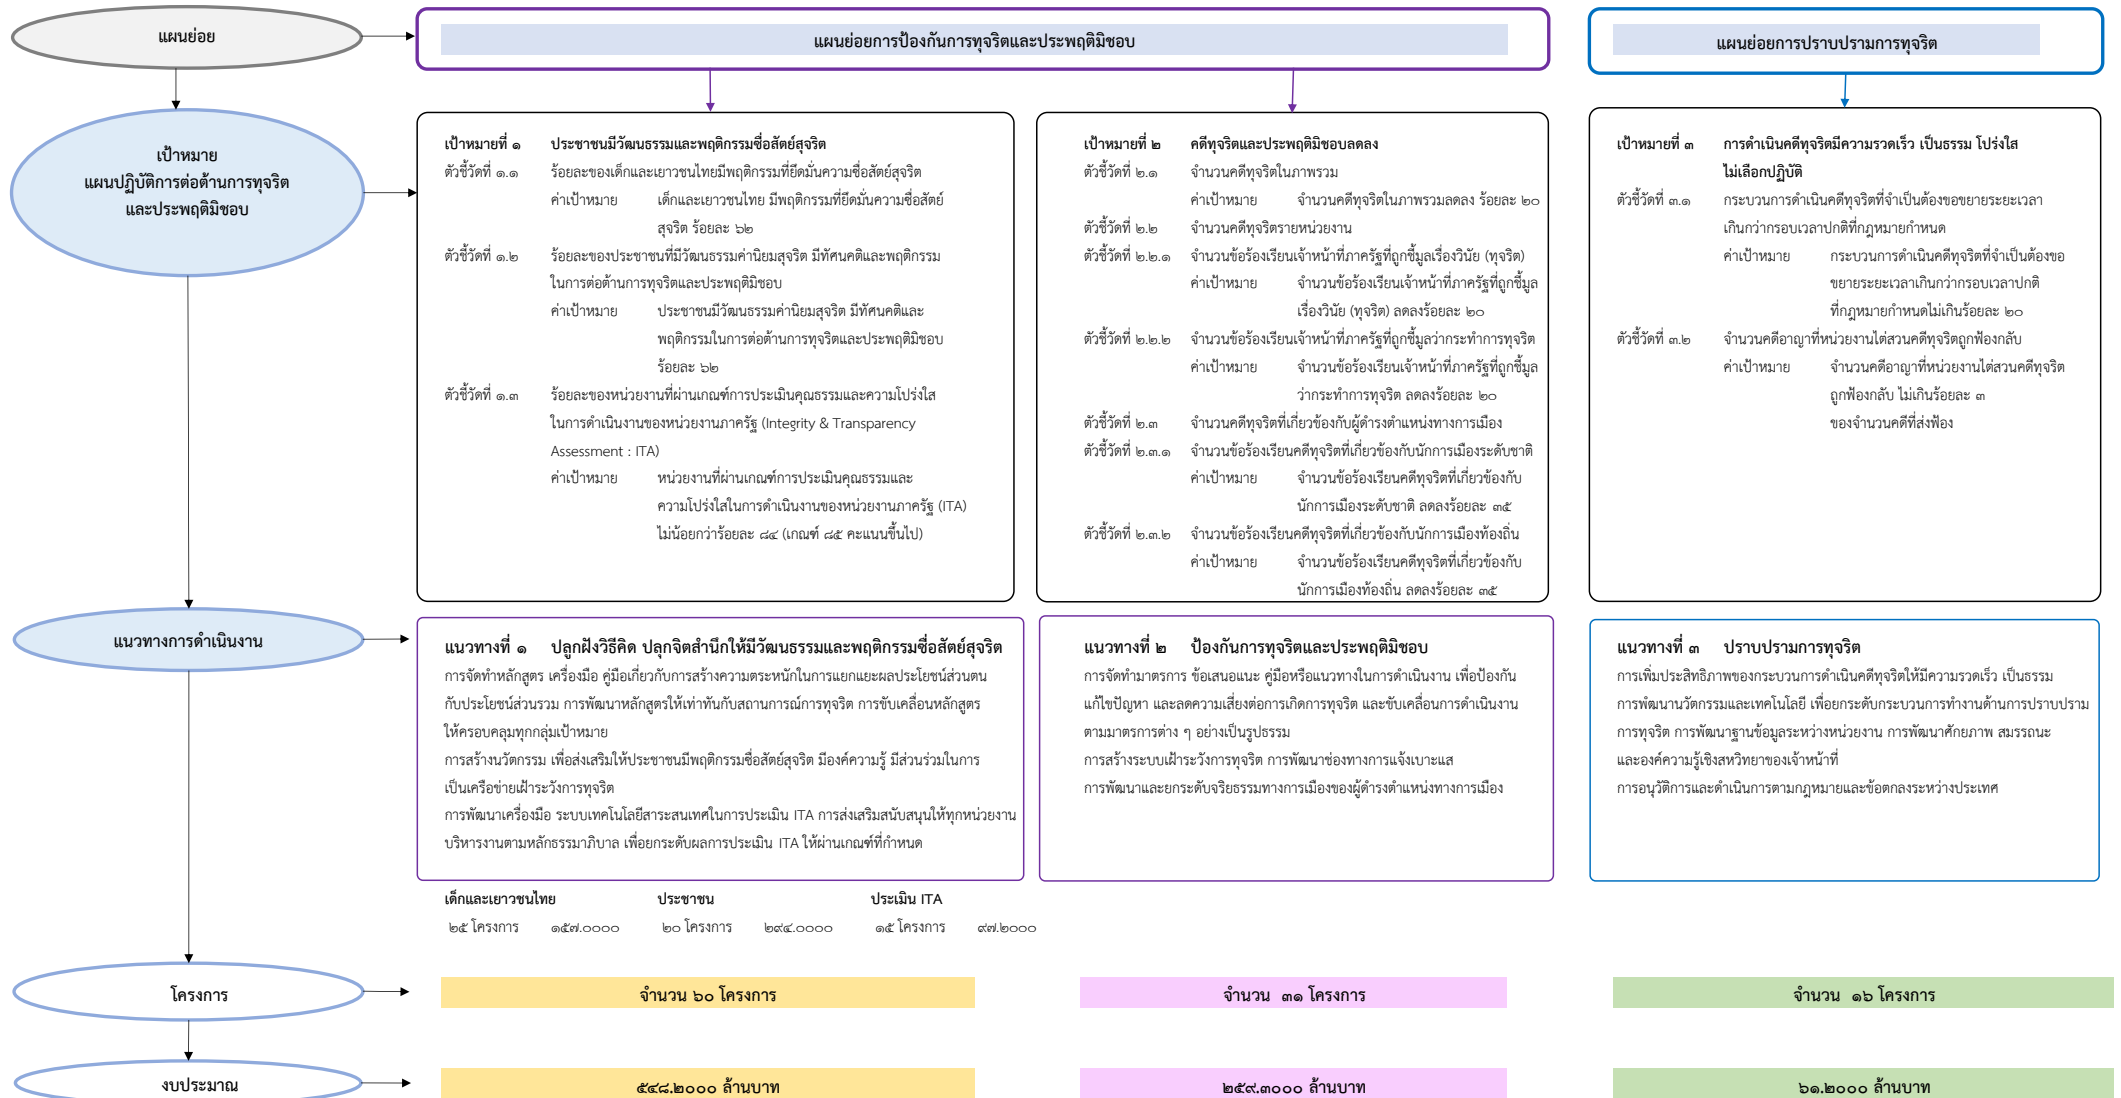 แผนย่อย
แผนย่อยการป้องกันการทุจริตและประพฤติมิชอบ
แผนย่อยการปราบปรามการทุจริต
เป้าหมาย
แผนปฏิบัติการต่อต้านการทุจริต
และประพฤติมิชอบ
เป้าหมายที่ ๑ ประชาชนมีวัฒนธรรมและพฤติกรรมซื่อสัตย์สุจริต
ตัวชี้วัดที่ ๑.๑ ร้อยละของเด็กและเยาวชนไทยมีพฤติกรรมที่ยึดมั่นความซื่อสัตย์สุจริต
ค่าเป้าหมาย เด็กและเยาวชนไทย มีพฤติกรรมที่ยึดมั่นความซื่อสัตย์
สุจริต ร้อยละ ๖๒
ตัวชี้วัดที่ ๑.๒ ร้อยละของประชาชนที่มีวัฒนธรรมค่านิยมสุจริต มีทัศนคติและพฤติกรรม
ในการต่อต้านการทุจริตและประพฤติมิชอบ
ค่าเป้าหมาย ประชาชนมีวัฒนธรรมค่านิยมสุจริต มีทัศนคติและ
พฤติกรรมในการต่อต้านการทุจริตและประพฤติมิชอบ
ร้อยละ ๖๒
ตัวชี้วัดที่ ๑.๓ ร้อยละของหน่วยงานที่ผ่านเกณฑ์การประเมินคุณธรรมและความโปร่งใส
ในการดำเนินงานของหน่วยงานภาครัฐ (Integrity & Transparency
Assessment : ITA)
ค่าเป้าหมาย หน่วยงานที่ผ่านเกณฑ์การประเมินคุณธรรมและ
ความโปร่งใสในการดำเนินงานของหน่วยงานภาครัฐ (ITA)
ไม่น้อยกว่าร้อยละ ๘๔ (เกณฑ์ ๘๕ คะแนนขึ้นไป)
เป้าหมายที่ ๒ คดีทุจริตและประพฤติมิชอบลดลง
ตัวชี้วัดที่ ๒.๑ จำนวนคดีทุจริตในภาพรวม
ค่าเป้าหมาย จำนวนคดีทุจริตในภาพรวมลดลง ร้อยละ ๒๐
ตัวชี้วัดที่ ๒.๒ จำนวนคดีทุจริตรายหน่วยงาน
ตัวชี้วัดที่ ๒.๒.๑ จำนวนข้อร้องเรียนเจ้าหน้าที่ภาครัฐที่ถูกชี้มูลเรื่องวินัย (ทุจริต)
ค่าเป้าหมาย จำนวนข้อร้องเรียนเจ้าหน้าที่ภาครัฐที่ถูกชี้มูล
เรื่องวินัย (ทุจริต) ลดลงร้อยละ ๒๐
ตัวชี้วัดที่ ๒.๒.๒ จำนวนข้อร้องเรียนเจ้าหน้าที่ภาครัฐที่ถูกชี้มูลว่ากระทำการทุจริต
ค่าเป้าหมาย จำนวนข้อร้องเรียนเจ้าหน้าที่ภาครัฐที่ถูกชี้มูล
ว่ากระทำการทุจริต ลดลงร้อยละ ๒๐
ตัวชี้วัดที่ ๒.๓ จำนวนคดีทุจริตที่เกี่ยวข้องกับผู้ดำรงตำแหน่งทางการเมือง
ตัวชี้วัดที่ ๒.๓.๑ จำนวนข้อร้องเรียนคดีทุจริตที่เกี่ยวข้องกับนักการเมืองระดับชาติ
ค่าเป้าหมาย จำนวนข้อร้องเรียนคดีทุจริตที่เกี่ยวข้องกับ
นักการเมืองระดับชาติ ลดลงร้อยละ ๓๕
ตัวชี้วัดที่ ๒.๓.๒ จำนวนข้อร้องเรียนคดีทุจริตที่เกี่ยวข้องกับนักการเมืองท้องถิ่น
ค่าเป้าหมาย จำนวนข้อร้องเรียนคดีทุจริตที่เกี่ยวข้องกับ
นักการเมืองท้องถิ่น ลดลงร้อยละ ๓๕
เป้าหมายที่ ๓ การดำเนินคดีทุจริตมีความรวดเร็ว เป็นธรรม โปร่งใส
ไม่เลือกปฏิบัติ
ตัวชี้วัดที่ ๓.๑ กระบวนการดำเนินคดีทุจริตที่จำเป็นต้องขอขยายระยะเวลา
เกินกว่ากรอบเวลาปกติที่กฎหมายกำหนด
ค่าเป้าหมาย กระบวนการดำเนินคดีทุจริตที่จำเป็นต้องขอ
ขยายระยะเวลาเกินกว่ากรอบเวลาปกติ
ที่กฎหมายกำหนดไม่เกินร้อยละ ๒๐
ตัวชี้วัดที่ ๓.๒ จำนวนคดีอาญาที่หน่วยงานไต่สวนคดีทุจริตถูกฟ้องกลับ
ค่าเป้าหมาย จำนวนคดีอาญาที่หน่วยงานไต่สวนคดีทุจริต
ถูกฟ้องกลับ ไม่เกินร้อยละ ๓
ของจำนวนคดีที่ส่งฟ้อง
แนวทางการดำเนินงาน
แนวทางที่ ๑ ปลูกฝังวิธีคิด ปลุกจิตสำนึกให้มีวัฒนธรรมและพฤติกรรมซื่อสัตย์สุจริต
การจัดทำหลักสูตร เครื่องมือ คู่มือเกี่ยวกับการสร้างความตระหนักในการแยกแยะผลประโยชน์ส่วนตน
กับประโยชน์ส่วนรวม การพัฒนาหลักสูตรให้เท่าทันกับสถานการณ์การทุจริต การขับเคลื่อนหลักสูตร
ให้ครอบคลุมทุกกลุ่มเป้าหมาย
การสร้างนวัตกรรม เพื่อส่งเสริมให้ประชาชนมีพฤติกรรมซื่อสัตย์สุจริต มีองค์ความรู้ มีส่วนร่วมในการ
เป็นเครือข่ายเฝ้าระวังการทุจริต
การพัฒนาเครื่องมือ ระบบเทคโนโลยีสาระสนเทศในการประเมิน ITA การส่งเสริมสนับสนุนให้ทุกหน่วยงาน
บริหารงานตามหลักธรรมาภิบาล เพื่อยกระดับผลการประเมิน ITA ให้ผ่านเกณฑ์ที่กำหนด
แนวทางที่ ๒ ป้องกันการทุจริตและประพฤติมิชอบ
การจัดทำมาตรการ ข้อเสนอแนะ คู่มือหรือแนวทางในการดำเนินงาน เพื่อป้องกัน
แก้ไขปัญหา และลดความเสี่ยงต่อการเกิดการทุจริต และขับเคลื่อนการดำเนินงาน
ตามมาตรการต่าง ๆ อย่างเป็นรูปธรรม
การสร้างระบบเฝ้าระวังการทุจริต การพัฒนาช่องทางการแจ้งเบาะแส
การพัฒนาและยกระดับจริยธรรมทางการเมืองของผู้ดำรงตำแหน่งทางการเมือง
แนวทางที่ ๓ ปราบปรามการทุจริต
การเพิ่มประสิทธิภาพของกระบวนการดำเนินคดีทุจริตให้มีความรวดเร็ว เป็นธรรม
การพัฒนานวัตกรรมและเทคโนโลยี เพื่อยกระดับกระบวนการทำงานด้านการปราบปราม
การทุจริต การพัฒนาฐานข้อมูลระหว่างหน่วยงาน การพัฒนาศักยภาพ สมรรถนะ
และองค์ความรู้เชิงสหวิทยาของเจ้าหน้าที่
การอนุวัติการและดำเนินการตามกฎหมายและข้อตกลงระหว่างประเทศ
เด็กและเยาวชนไทย ประชาชน ประเมิน ITA
๒๕ โครงการ ๑๕๗.๐๐๐๐ ๒๐ โครงการ ๒๙๔.๐๐๐๐ ๑๕ โครงการ ๙๗.๒๐๐๐
โครงการ
จำนวน ๖๐ โครงการ
จำนวน ๓๑ โครงการ
จำนวน ๑๖ โครงการ
งบประมาณ
๕๔๘.๒๐๐๐ ล้านบาท
๒๕๙.๓๐๐๐ ล้านบาท
๖๑.๒๐๐๐ ล้านบาท